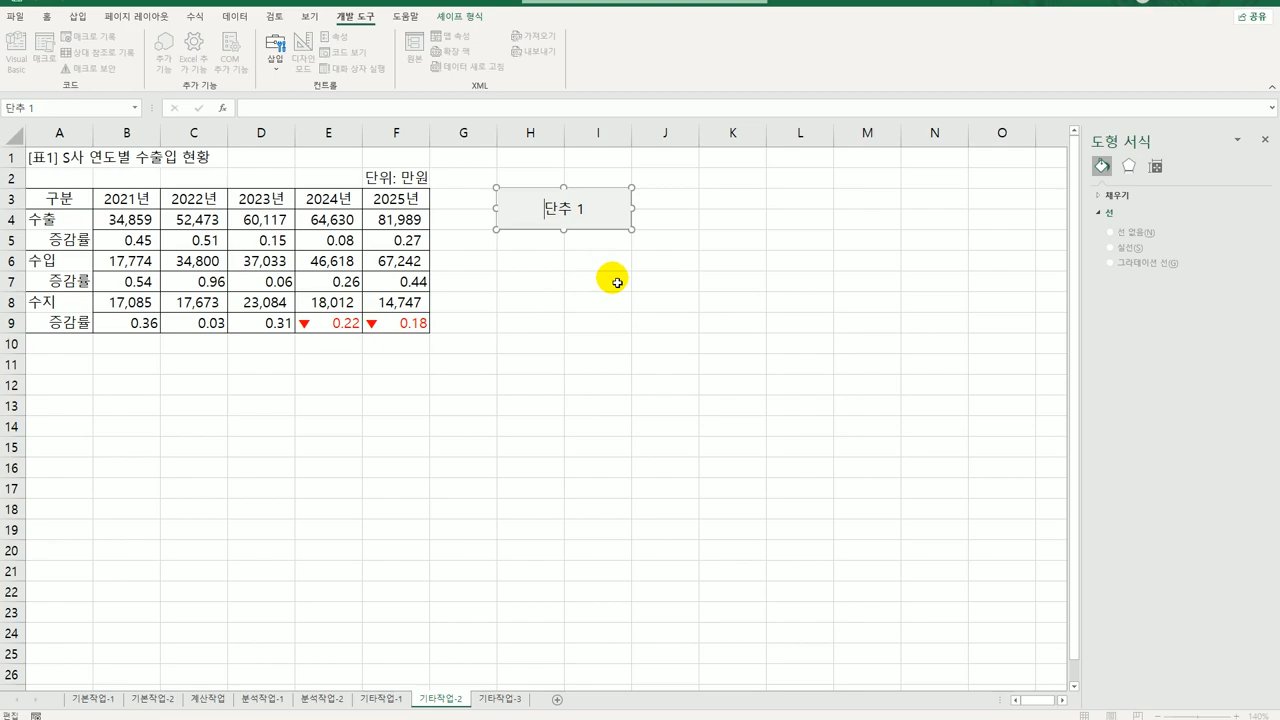 파일 홈 삽입 페이지 레이아웃 수식 데이터 검토 보기 개발 도구 도움말 셰이프 형식 공유
Visual Basic
매크로
매크로 기록
상대 참조로 기록
매크로 보안
코드
추가 기능
Excel 추가 기능
COM 추가 기능
추가 기능
삽입
디자인 모드
속성
코드 보기
대화 상자 실행
컨트롤
원본
맵 속성
확장 팩
데이터 새로 고침
가져오기
내보내기
XML
단추 1
fx
A B C D E F G H I J K L M N O
1 [표1] S사 연도별 수출입 현황
2 단위: 만원
3 구분 2021년 2022년 2023년 2024년 2025년
4 수출 34,859 52,473 60,117 64,630 81,989
5 증감률 0.45 0.51 0.15 0.08 0.27
6 수입 17,774 34,800 37,033 46,618 67,242
7 증감률 0.54 0.96 0.06 0.26 0.44
8 수지 17,085 17,673 23,084 18,012 14,747
9 증감률 0.36 0.03 0.31 ▼ 0.22 ▼ 0.18
10
11
12
13
14
15
16
17
18
19
20
21
22
23
24
25
26
단추 1
도형 서식
채우기
선
선 없음(N)
실선(S)
그라데이션 선(G)
기본작업-1 기본작업-2 계산작업 분석작업-1 분석작업-2 기타작업-1 기타작업-2 기타작업-3
편집
140%